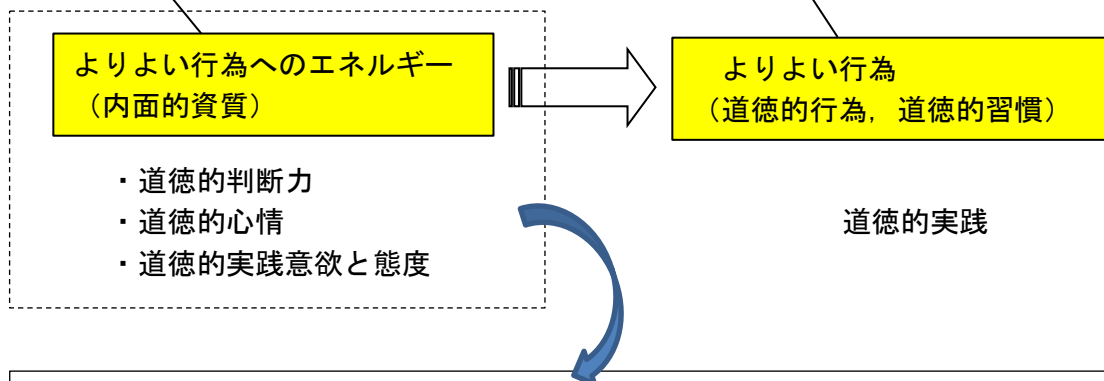 よりよい行為へのエネルギー
（内面的資質）
よりよい行為
（道徳的行為，道徳的習慣）
・道徳的判断力
・道徳的心情
・道徳的実践意欲と態度
道徳的実践